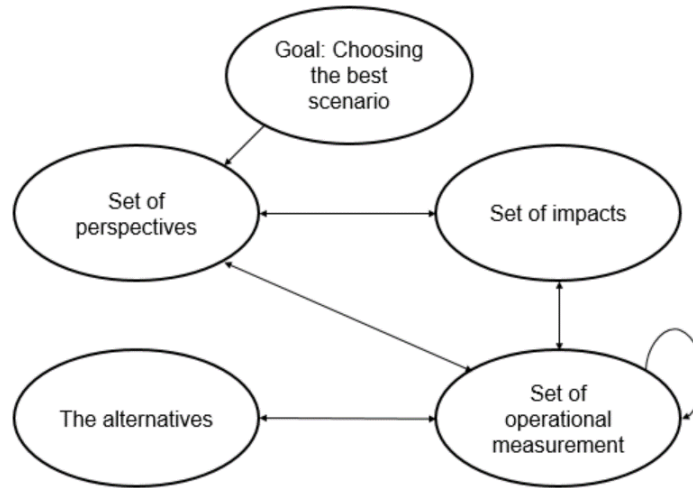 Goal: Choosing
the best
scenario
Set of
perspectives
Set of impacts
The alternatives
Set of
operational
measurement